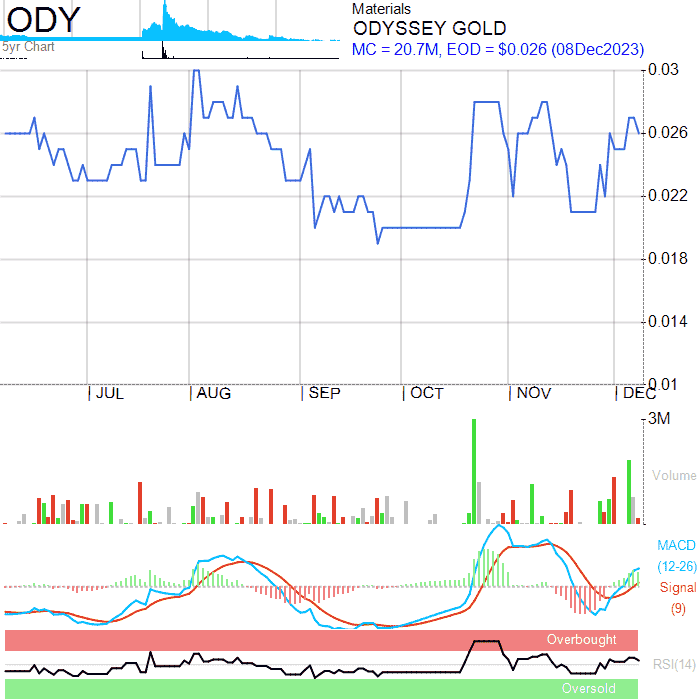 ODY
5yr Chart
Materials
ODYSSEY GOLD
MC = 20.7M, EOD = $0.026 (08Dec2023)
0.03
0.026
0.022
0.018
0.014
0.01
JUL AUG SEP OCT NOV DEC
3M
Volume
MACD
(12-26)
Signal
(9)
Overbought
RSI(14)
Oversold